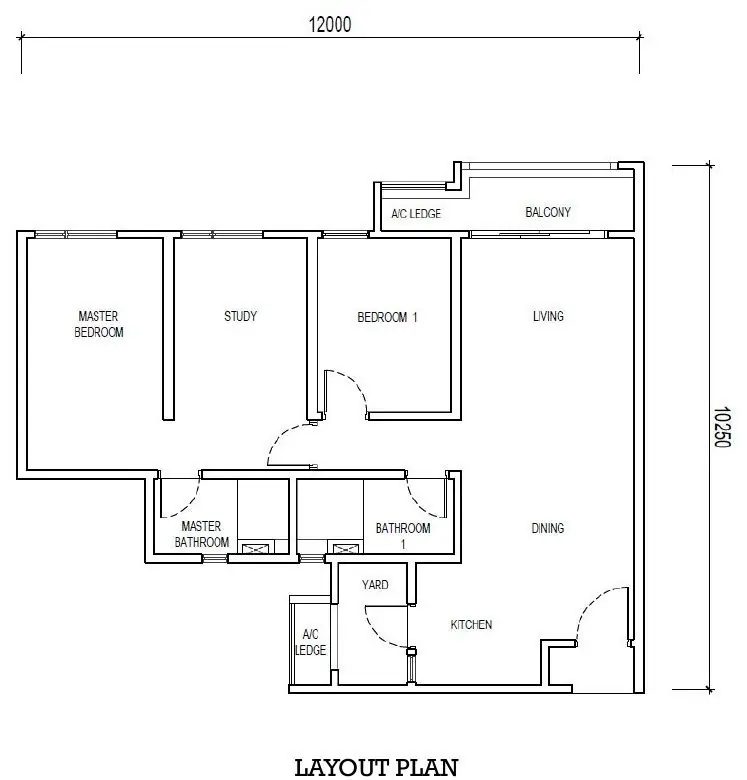 12000
A/C LEDGE
BALCONY
MASTER
BEDROOM
STUDY
BEDROOM 1
LIVING
10250
MASTER
BATHROOM
BATHROOM
1
DINING
YARD
KITCHEN
A/C
LEDGE
LAYOUT PLAN